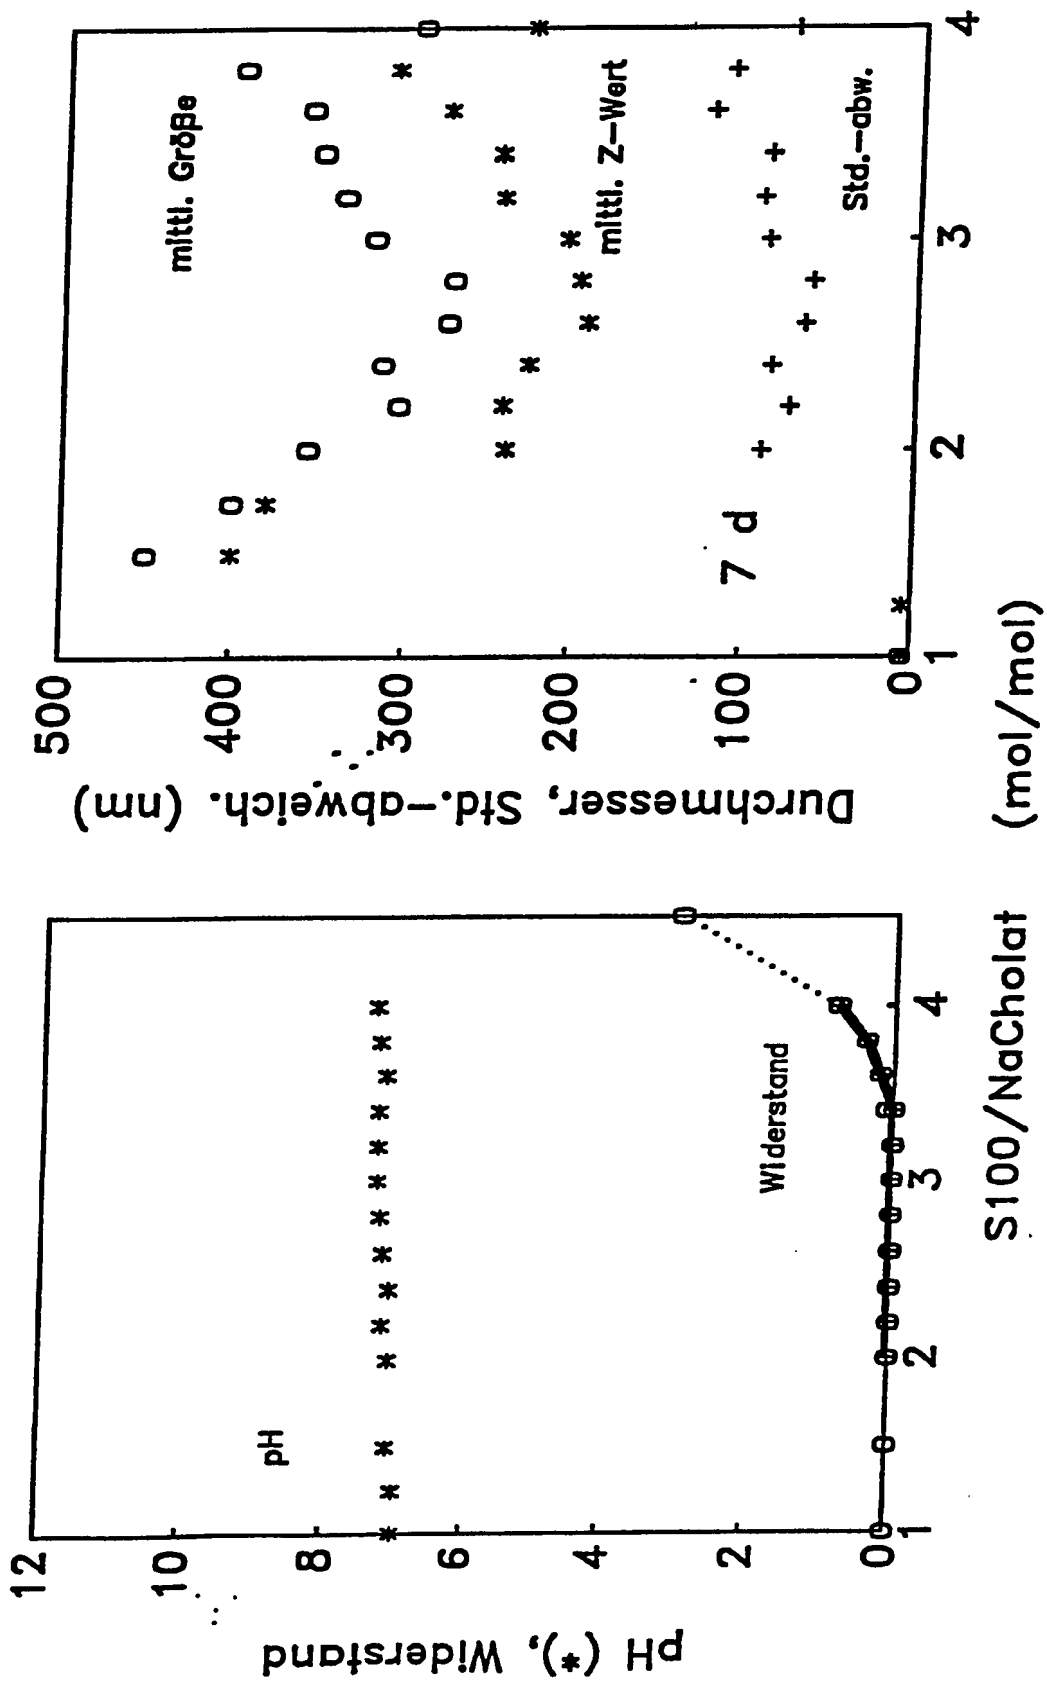 pH (*), Widerstand
12
10
8
6
4
2
0
pH
Widerstand
1
2
3
4
Durchmesser, Std.-abweich. (nm)
500
400
300
200
100
0
mittl. Größe
mittl. Z-Wert
Std.-abw.
7 d
1
2
3
4
S100/NaCholat (mol/mol)